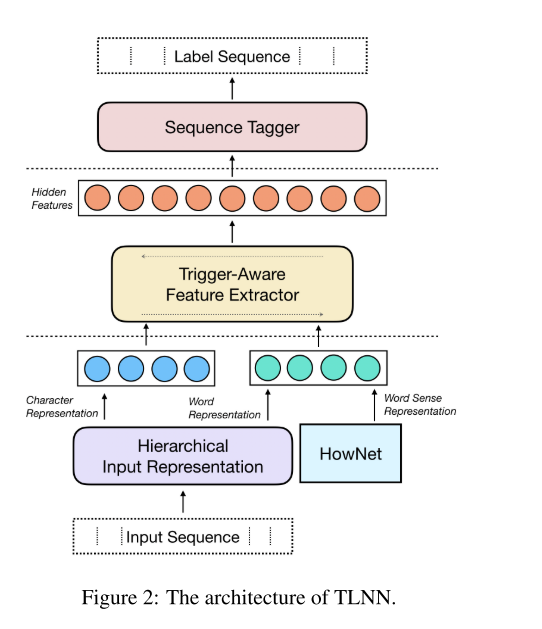 Label Sequence
Sequence Tagger
Hidden
Features
Trigger-Aware
Feature Extractor
Character
Representation
Word
Representation
Word Sense
Representation
Hierarchical
Input Representation
HowNet
Input Sequence
Figure 2: The architecture of TLNN.